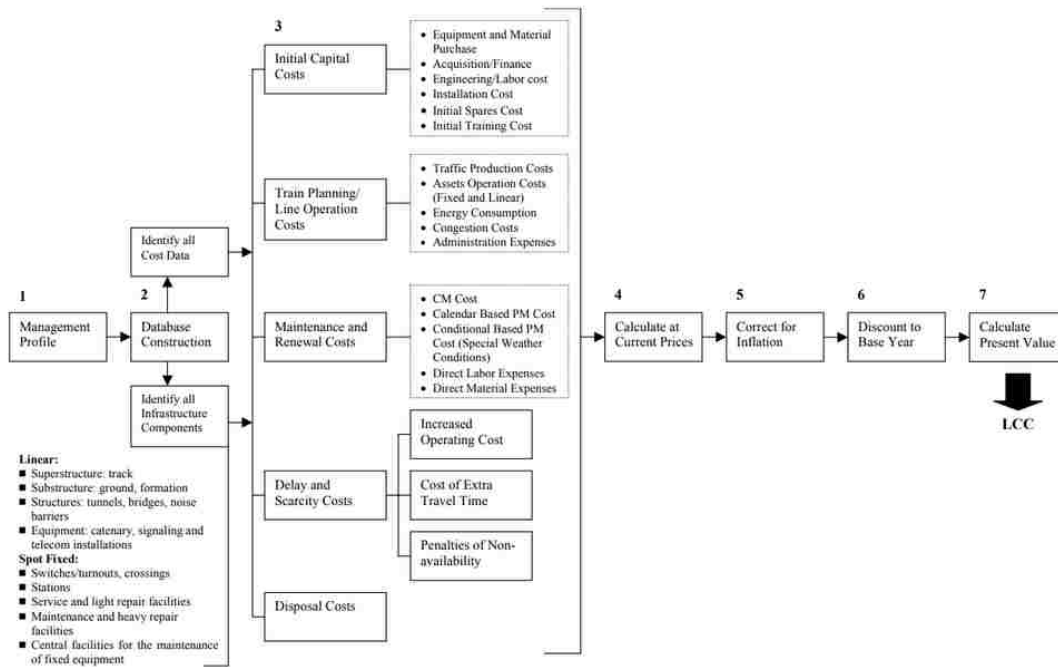 3
Initial Capital
Costs
• Equipment and Material
Purchase
• Acquisition/Finance
• Engineering/Labor cost
• Installation Cost
• Initial Spares Cost
• Initial Training Cost
Train Planning/
Line Operation
Costs
• Traffic Production Costs
• Assets Operation Costs
(Fixed and Linear)
• Energy Consumption
• Congestion Costs
• Administration Expenses
Identify all
Cost Data
1
Management
Profile
2
Database
Construction
Maintenance and
Renewal Costs
• CM Cost
• Calendar Based PM Cost
• Conditional Based PM
Cost (Special Weather
Conditions)
• Direct Labor Expenses
• Direct Material Expenses
4
Calculate at
Current Prices
5
Correct for
Inflation
6
Discount to
Base Year
7
Calculate
Present Value
LCC
Identify all
Infrastructure
Components
Linear:
■ Superstructure: track
■ Substructure: ground, formation
■ Structures: tunnels, bridges, noise
barriers
■ Equipment: catenary, signaling and
telecom installations
Spot Fixed:
■ Switches/turnouts, crossings
■ Stations
■ Service and light repair facilities
■ Maintenance and heavy repair
facilities
■ Central facilities for the maintenance
of fixed equipment
Delay and
Scarcity Costs
Increased
Operating Cost
Cost of Extra
Travel Time
Penalties of Non-
availability
Disposal Costs